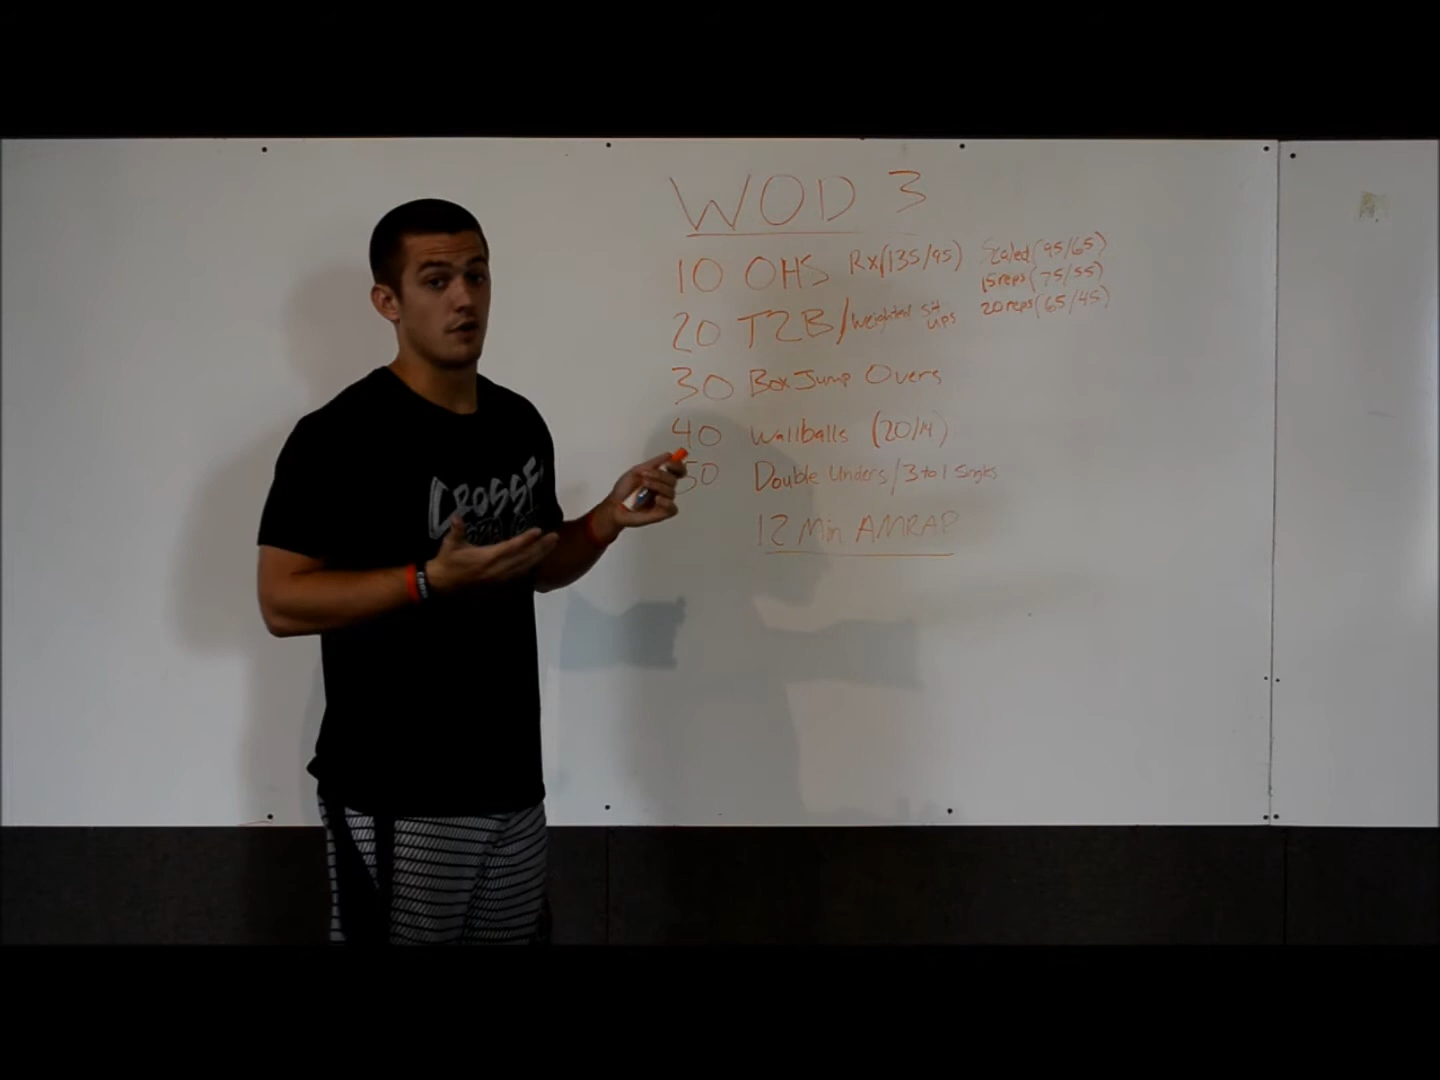 WOD 3
10 OHS Rx(135/95) Scaled (95/65)
15 reps (75/55)
20 T2B/Weighted Sit ups 20 reps (65/45)
30 Box Jump Overs
40 Wallballs (20/14)
50 Double Unders/3 to 1 Singles
12 Min AMRAP
CROSSF